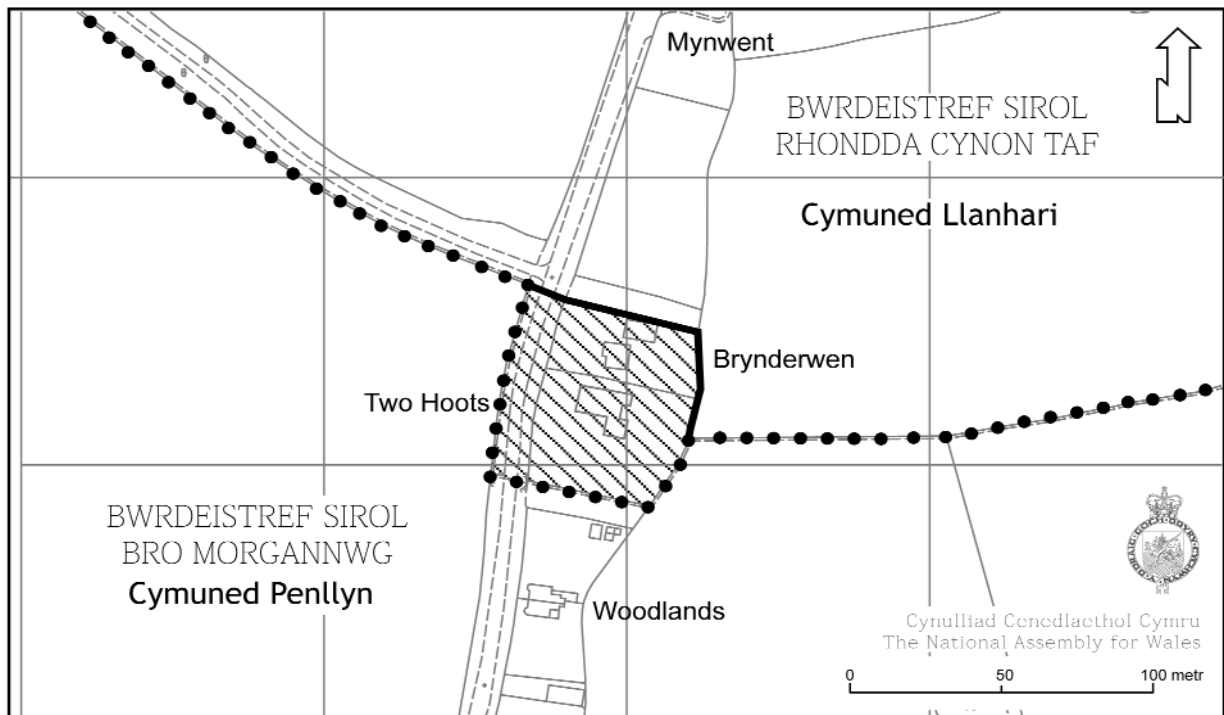 Mynwent
BWRDEISTREF SIROL
RHONDDA CYNON TAF
Cymuned Llanhari
Brynderwen
Two Hoots
BWRDEISTREF SIROL
BRO MORGANNWG
Cymuned Penllyn
Woodlands
Cynulliad Cenedlaethol Cymru
The National Assembly for Wales
0 50 100 metr